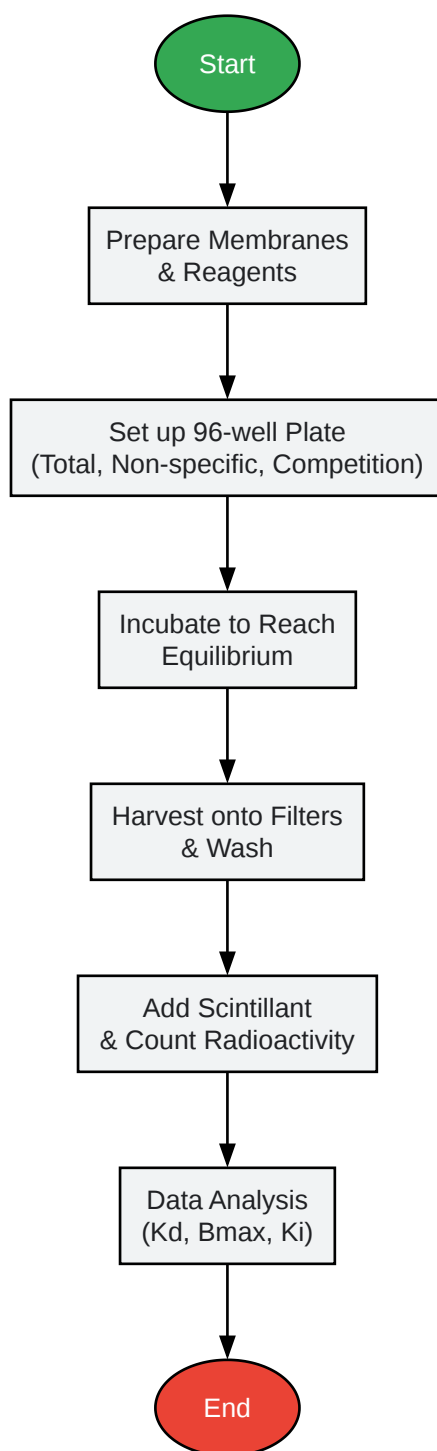 Start
Prepare Membranes
& Reagents
Set up 96-well Plate
(Total, Non-specific, Competition)
Incubate to Reach
Equilibrium
Harvest onto Filters
& Wash
Add Scintillant
& Count Radioactivity
Data Analysis
(Kd, Bmax, Ki)
End